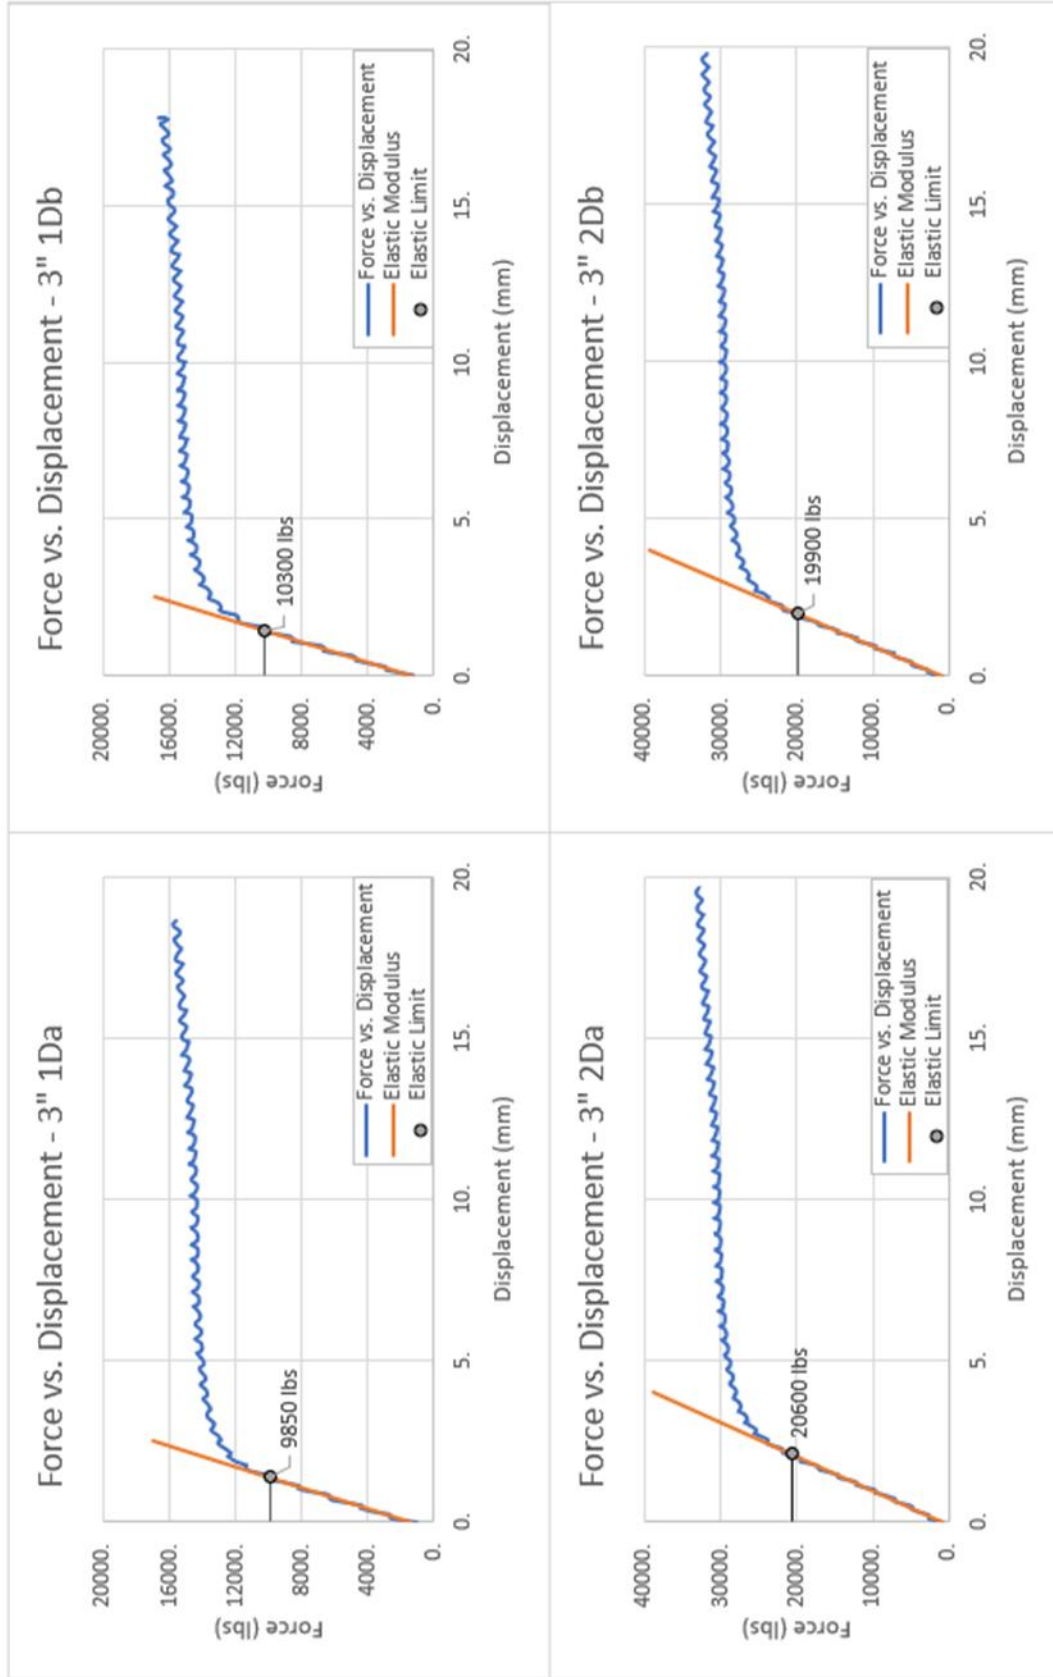 Force vs. Displacement - 3" 1Da
20000.
16000.
12000.
8000.
4000.
0.
Force (lbs)
9850 lbs
Force vs. Displacement
Elastic Modulus
Elastic Limit
0.
5.
10.
15.
20.
Displacement (mm)
Force vs. Displacement - 3" 1Db
20000.
16000.
12000.
8000.
4000.
0.
Force (lbs)
10300 lbs
Force vs. Displacement
Elastic Modulus
Elastic Limit
0.
5.
10.
15.
20.
Displacement (mm)
Force vs. Displacement - 3" 2Da
40000.
30000.
20000.
10000.
0.
Force (lbs)
20600 lbs
Force vs. Displacement
Elastic Modulus
Elastic Limit
0.
5.
10.
15.
20.
Displacement (mm)
Force vs. Displacement - 3" 2Db
40000.
30000.
20000.
10000.
0.
Force (lbs)
19900 lbs
Force vs. Displacement
Elastic Modulus
Elastic Limit
0.
5.
10.
15.
20.
Displacement (mm)